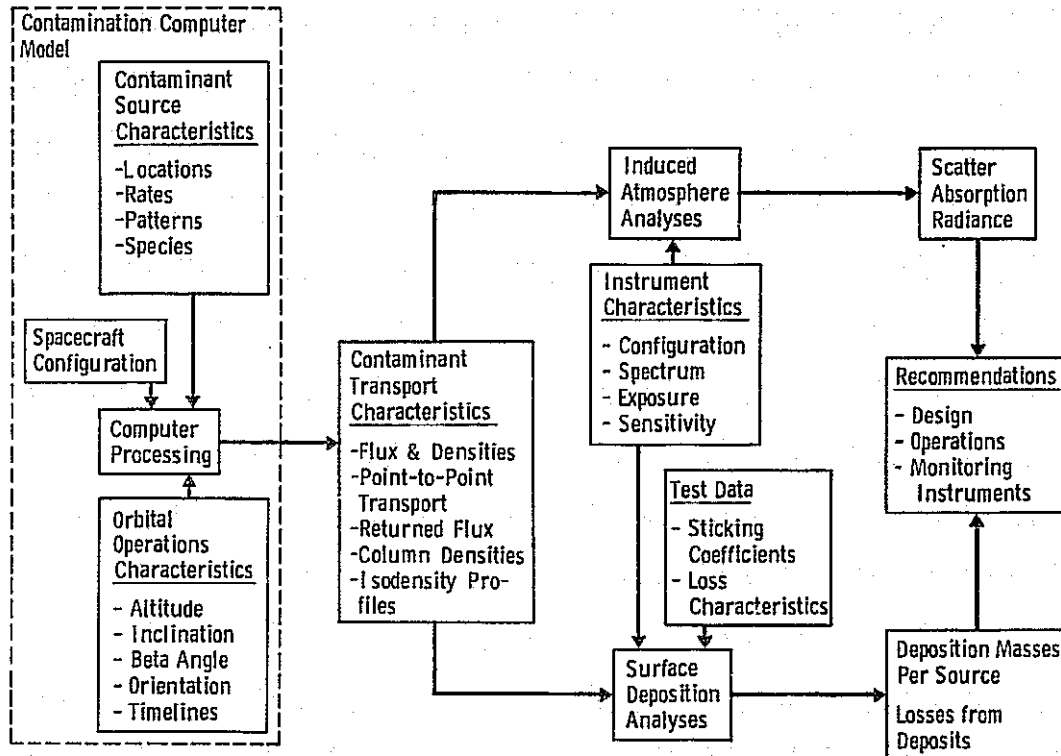 Contamination Computer
Model
Contaminant
Source
Characteristics
-Locations
-Rates
-Patterns
-Species
Spacecraft
Configuration
Computer
Processing
Orbital
Operations
Characteristics
- Altitude
- Inclination
- Beta Angle
- Orientation
- Timelines
Contaminant
Transport
Characteristics
-Flux & Densities
-Point-to-Point
Transport
-Returned Flux
-Column Densities
-Isodensity Pro-
files
Induced
Atmosphere
Analyses
Instrument
Characteristics
- Configuration
- Spectrum
- Exposure
- Sensitivity
Test Data
- Sticking
Coefficients
- Loss
Characteristics
Surface
Deposition
Analyses
Scatter
Absorption
Radiance
Recommendations
- Design
- Operations
- Monitoring
Instruments
Deposition Masses
Per Source
Losses from
Deposits